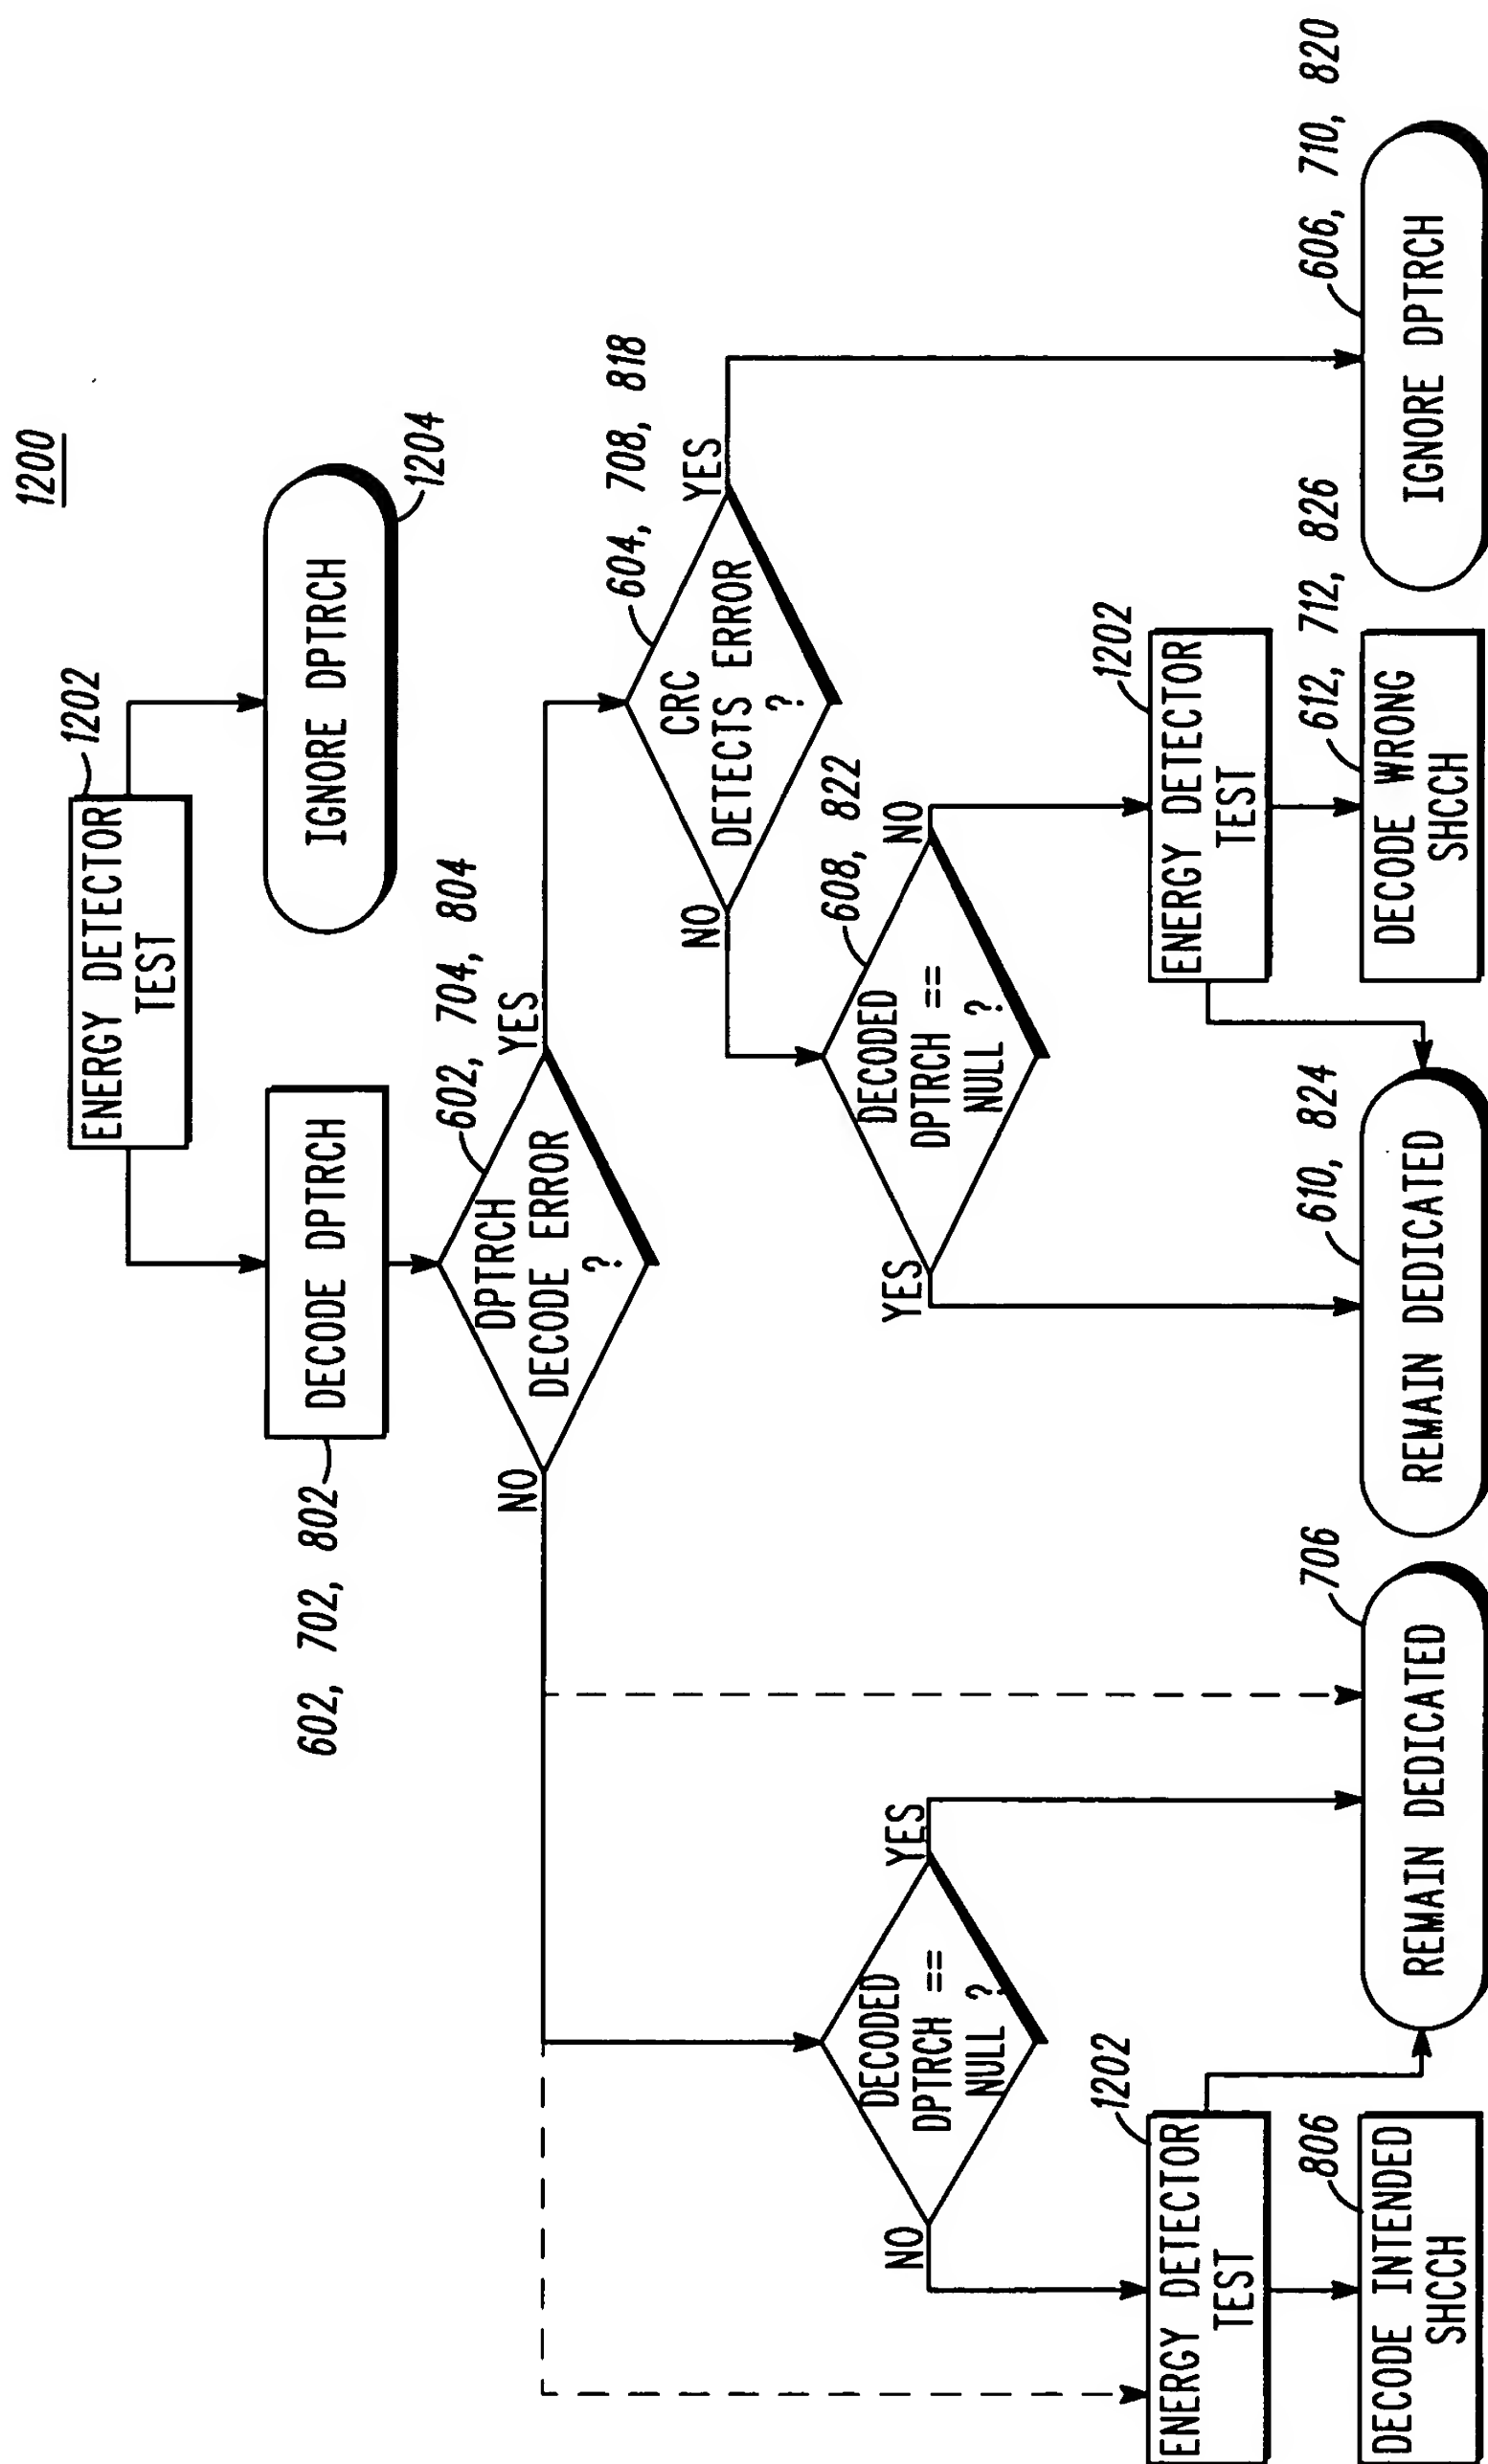 1200
ENERGY DETECTOR
TEST
1202
DECODE DPTRCH
602, 702, 802
IGNORE DPTRCH
1204
DPTRCH
DECODE ERROR
?
602, 704, 804
NO
YES
CRC
DETECTS ERROR
?
604, 708, 818
NO
YES
DECODED
DPTRCH ==
NULL ?
NO
YES
DECODED
DPTRCH ==
NULL ?
608, 822
YES
NO
ENERGY DETECTOR
TEST
1202
ENERGY DETECTOR
TEST
1202
DECODE INTENDED
SHCCH
806
REMAIN DEDICATED
706
REMAIN DEDICATED
610, 824
DECODE WRONG
SHCCH
612, 712, 826
IGNORE DPTRCH
606, 710, 820